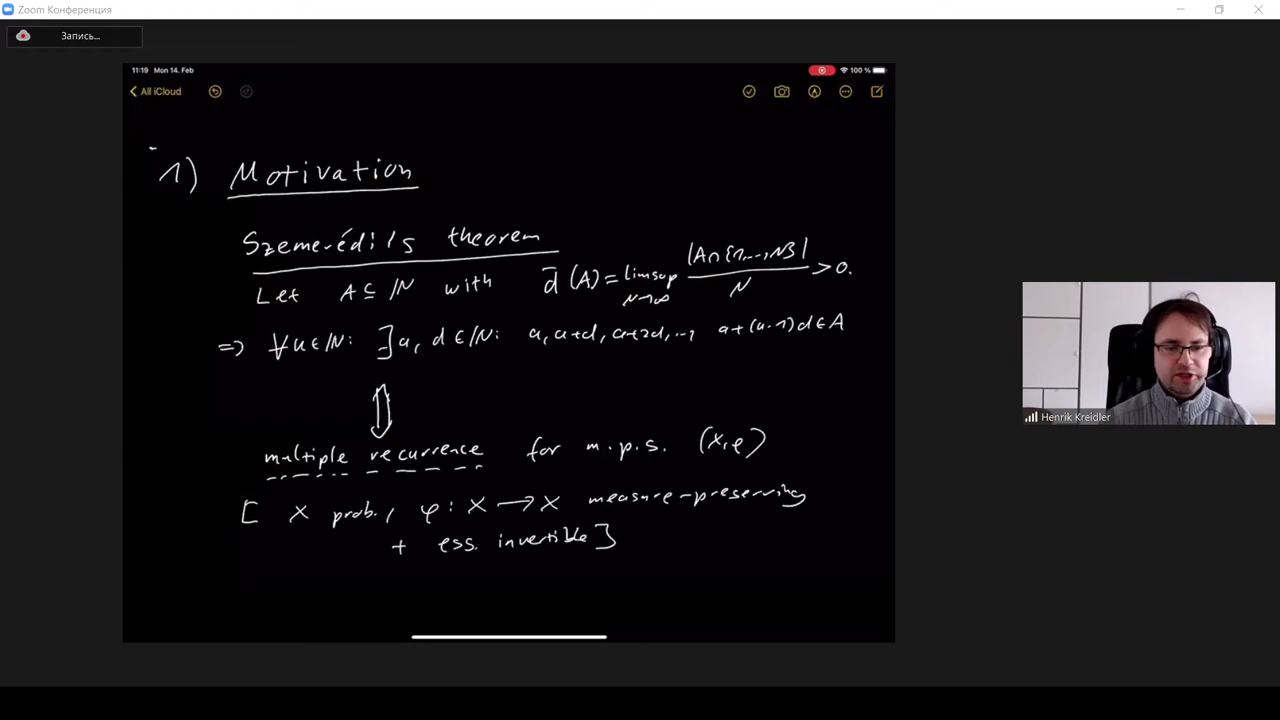 Zoom Конференция
Запись...
11:19 Mon 14. Feb
100 %
All iCloud
1) Motivation
Szemerédi's theorem
Let A ⊆ ℕ with d̄(A) = limsup_{N→∞} |A∩{1,...,N}| / N > 0.
=> ∀k∈ℕ: ∃a, d∈ℕ: a, a+d, a+2d, ..., a+(k-1)d ∈ A
⇕
multiple recurrence for m.p.s. (X,φ)
[ X prob., φ: X → X measure-preserving
+ ess. invertible ]
Henrik Kreidler